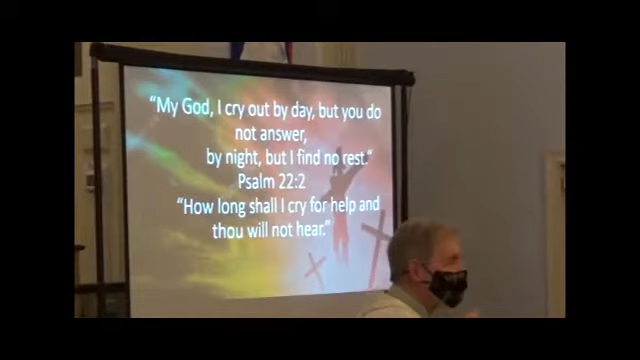 “My God, I cry out by day, but you do
not answer,
by night, but I find no rest.”
Psalm 22:2
“How long shall I cry for help and
thou will not hear.”